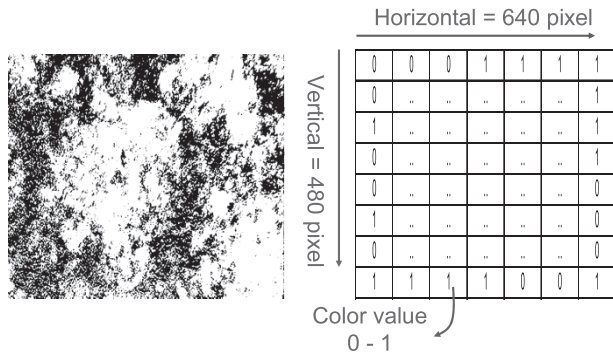 Horizontal = 640 pixel
Vertical = 480 pixel
0 0 0 1 1 1 1
0 .. .. .. .. .. 1
1 .. .. .. .. .. 1
0 .. .. .. .. .. 1
0 .. .. .. .. .. 0
1 .. .. .. .. .. 0
0 .. .. .. .. .. 0
1 1 1 1 0 0 1
Color value
0 - 1